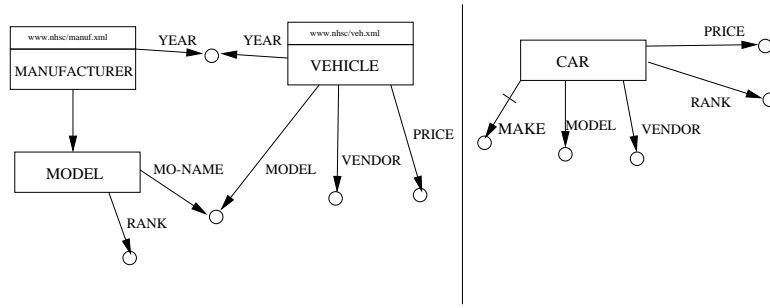 www.nhsc/manuf.xml
YEAR
YEAR
www.nhsc/veh.xml
MANUFACTURER
VEHICLE
MODEL
MO-NAME
MODEL
VENDOR
PRICE
RANK
PRICE
CAR
RANK
MAKE
MODEL
VENDOR